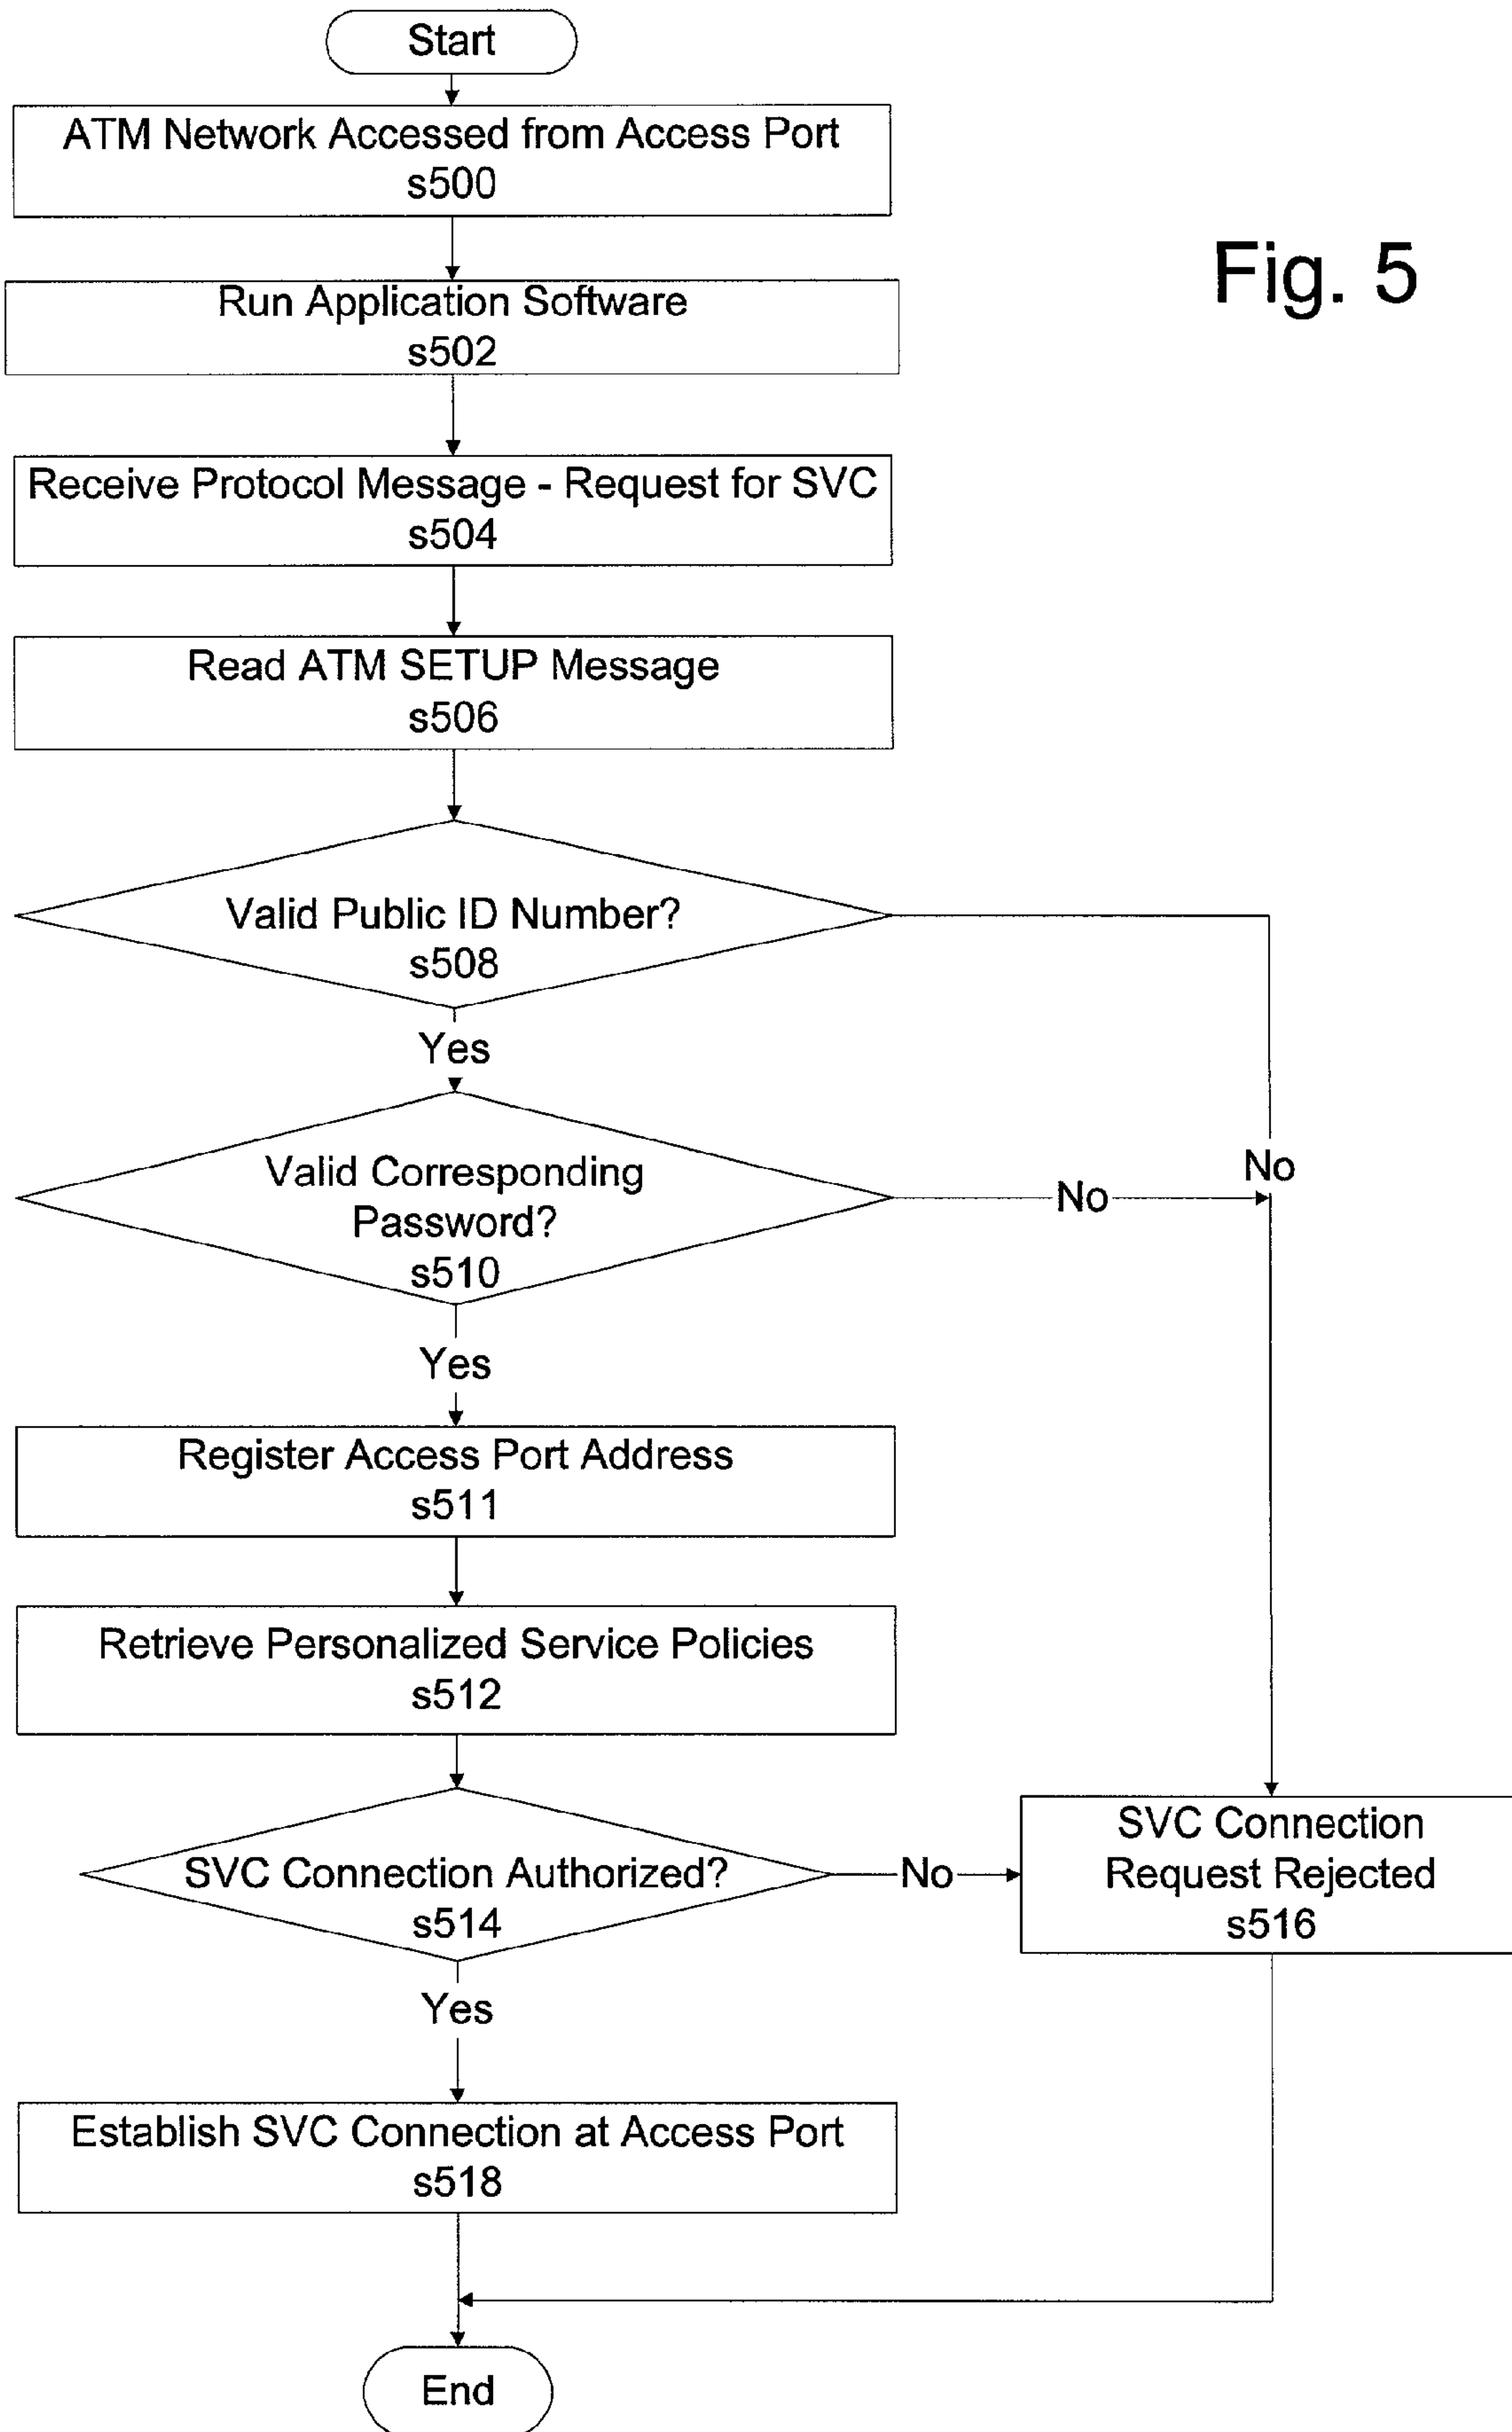 Start
ATM Network Accessed from Access Port
s500
Fig. 5
Run Application Software
s502
Receive Protocol Message - Request for SVC
s504
Read ATM SETUP Message
s506
Valid Public ID Number?
s508
Yes
No
Valid Corresponding
Password?
s510
No
Yes
Register Access Port Address
s511
Retrieve Personalized Service Policies
s512
SVC Connection Authorized?
s514
No
SVC Connection
Request Rejected
s516
Yes
Establish SVC Connection at Access Port
s518
End